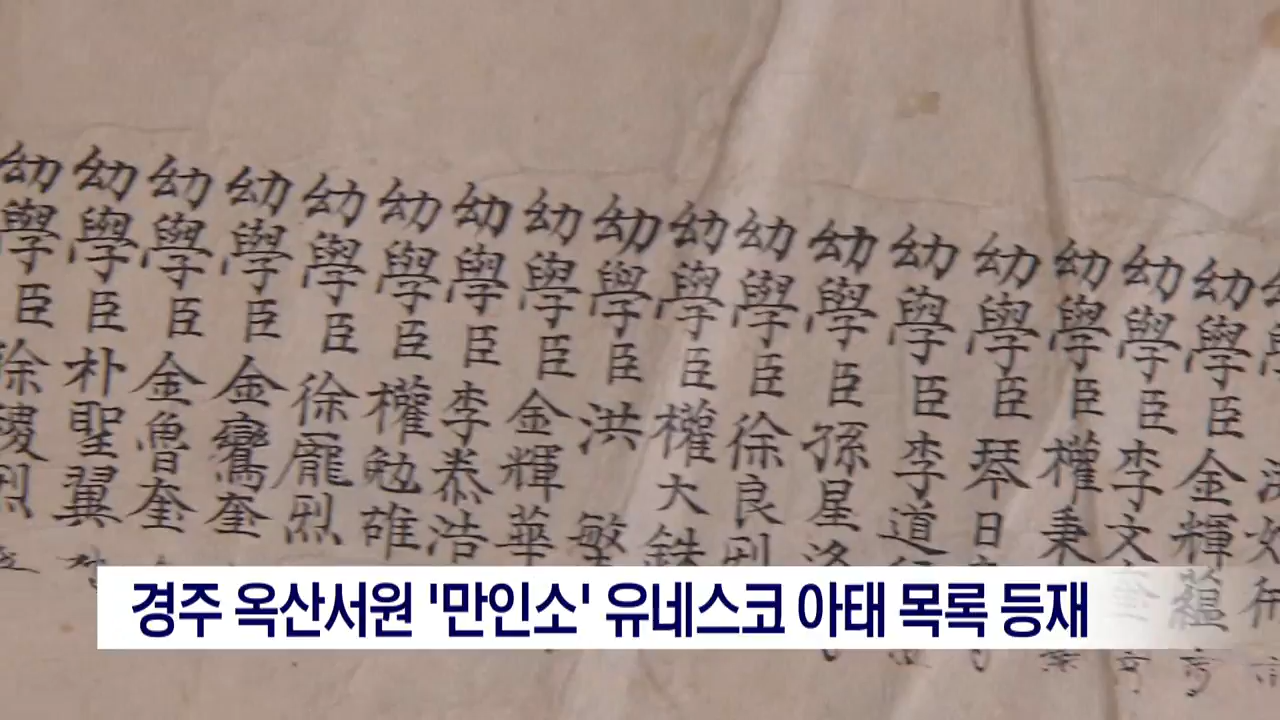 幼學臣金輝
幼學臣李文奎
幼學臣權秉
幼學臣琴日
幼學臣李道
幼學臣孫星洛
幼學臣徐良烈
幼學臣權大銖
幼學臣洪 敏
幼學臣金輝華
幼學臣李泰浩
幼學臣權勉
幼學臣徐龐烈
幼學臣金鸞奎
幼學臣金魯奎
幼學臣朴聖翼
幼學臣徐稷烈
경주 옥산서원 '만인소' 유네스코 아태 목록 등재